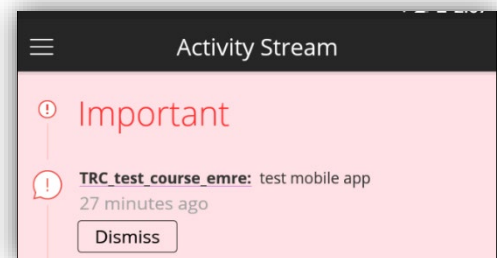 Activity Stream
Important
TRC_test_course_emre: test mobile app
27 minutes ago
Dismiss